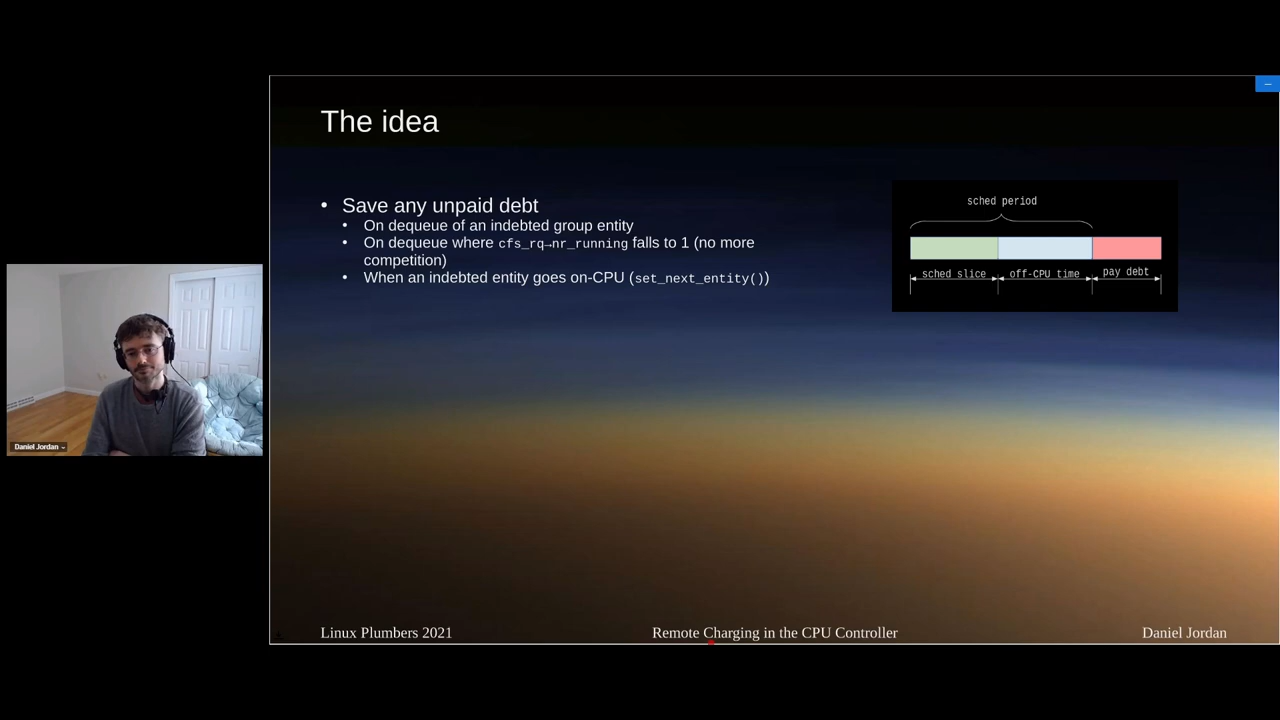 The idea
• Save any unpaid debt
• On dequeue of an indebted group entity
• On dequeue where cfs_rq→nr_running falls to 1 (no more
competition)
• When an indebted entity goes on-CPU (set_next_entity())
sched period
sched slice off-CPU time pay debt
Daniel Jordan
Linux Plumbers 2021 Remote Charging in the CPU Controller Daniel Jordan